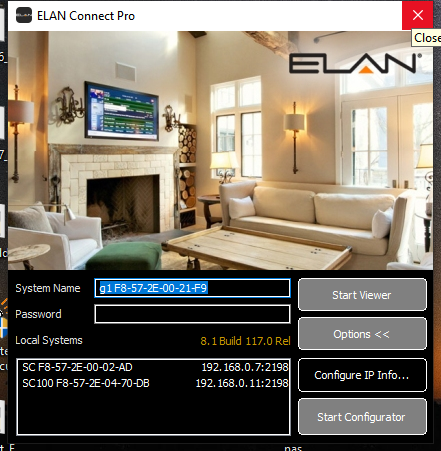 ELAN Connect Pro
Close
ELAN®
System Name
g1 F8-57-2E-00-21-F9
Start Viewer
Password
Options <<
Local Systems
8.1 Build 117.0 Rel
SC F8-57-2E-00-02-AD 192.168.0.7:2198
Configure IP Info...
SC100 F8-57-2E-04-70-DB 192.168.0.11:2198
Start Configurator